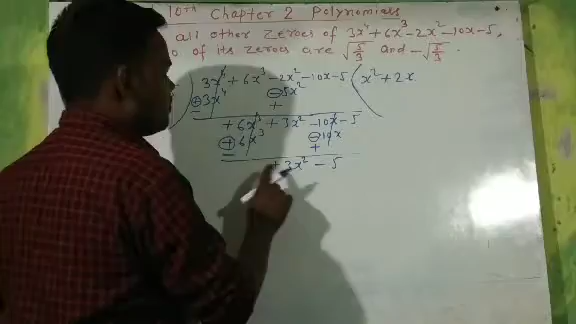 10th Chapter 2 Polynomials
all other zeroes of 3x⁴+6x³-2x²-10x-5,
of its zeroes are √5/3 and -√5/3.
) 3x⁴+6x³-2x²-10x-5 ( x²+2x
⊕3x⁴ ⊖5x²
− +
+6x³+3x²-10x-5
⊕6x³ ⊖10x
− +
+3x²-5